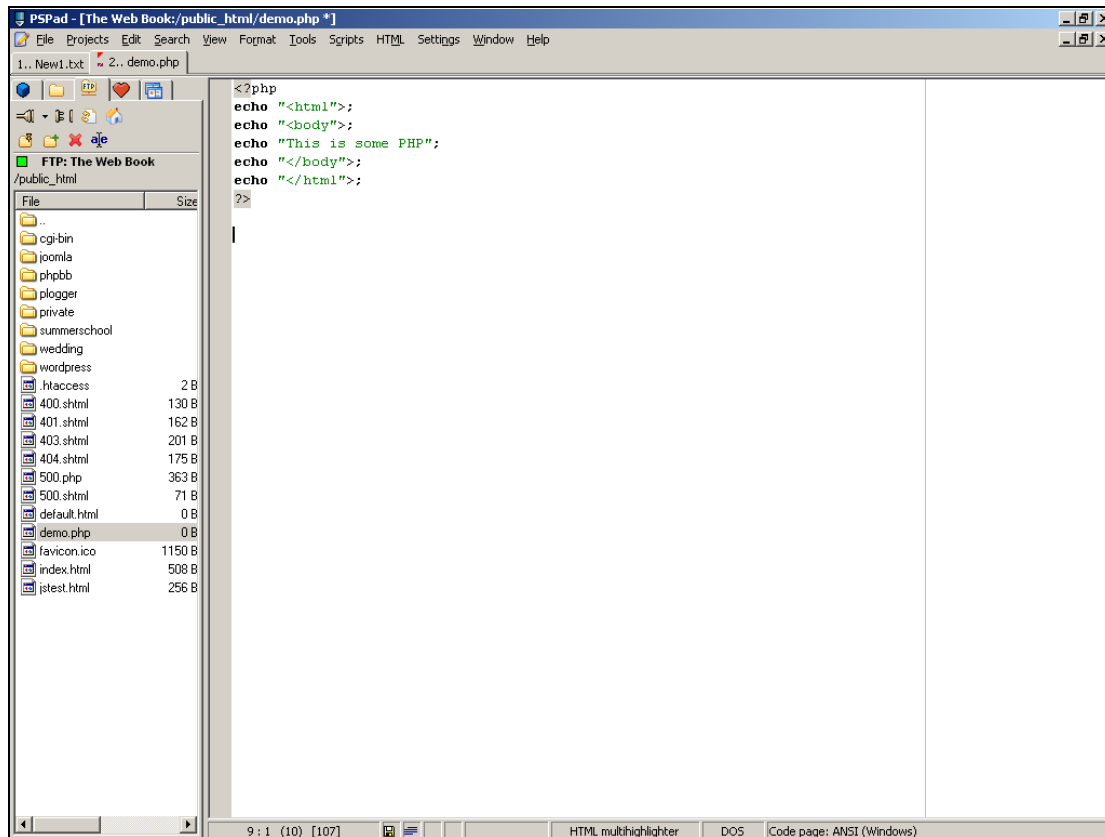 PSPad - [The Web Book:/public_html/demo.php *]
File Projects Edit Search View Format Tools Scripts HTML Settings Window Help
1.. New1.txt 2.. demo.php
FTP
FTP: The Web Book
/public_html
File Size
..
cgi-bin
joomla
phpbb
plogger
private
summerschool
wedding
wordpress
.htaccess 2 B
400.shtml 130 B
401.shtml 162 B
403.shtml 201 B
404.shtml 175 B
500.php 363 B
500.shtml 71 B
default.html 0 B
demo.php 0 B
favicon.ico 1150 B
index.html 508 B
jstest.html 256 B
<?php
echo "<html">;
echo "<body">;
echo "This is some PHP";
echo "</body">;
echo "</html">;
?>
9 : 1 (10) [107] HTML multihighlighter DOS Code page: ANSI (Windows)